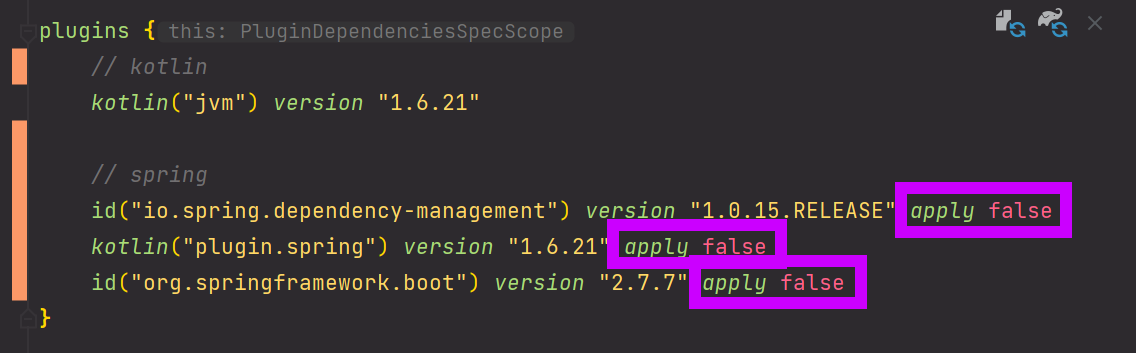 plugins { this: PluginDependenciesSpecScope
// kotlin
kotlin("jvm") version "1.6.21"
// spring
id("io.spring.dependency-management") version "1.0.15.RELEASE" apply false
kotlin("plugin.spring") version "1.6.21" apply false
id("org.springframework.boot") version "2.7.7" apply false
}